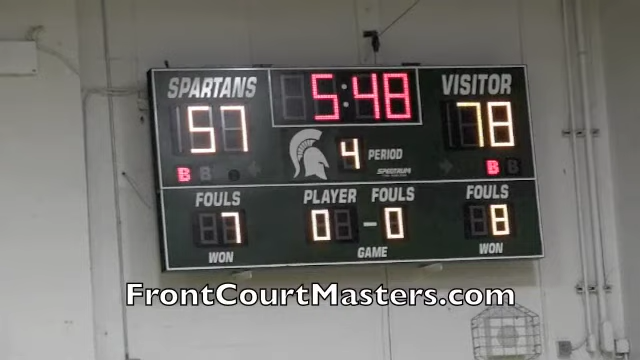 SPARTANS 5:48 VISITOR
57 78
4 PERIOD
B B B B
SPECTRUM
FOULS PLAYER FOULS FOULS
7 0 - 0 8
WON GAME WON
FrontCourtMasters.com